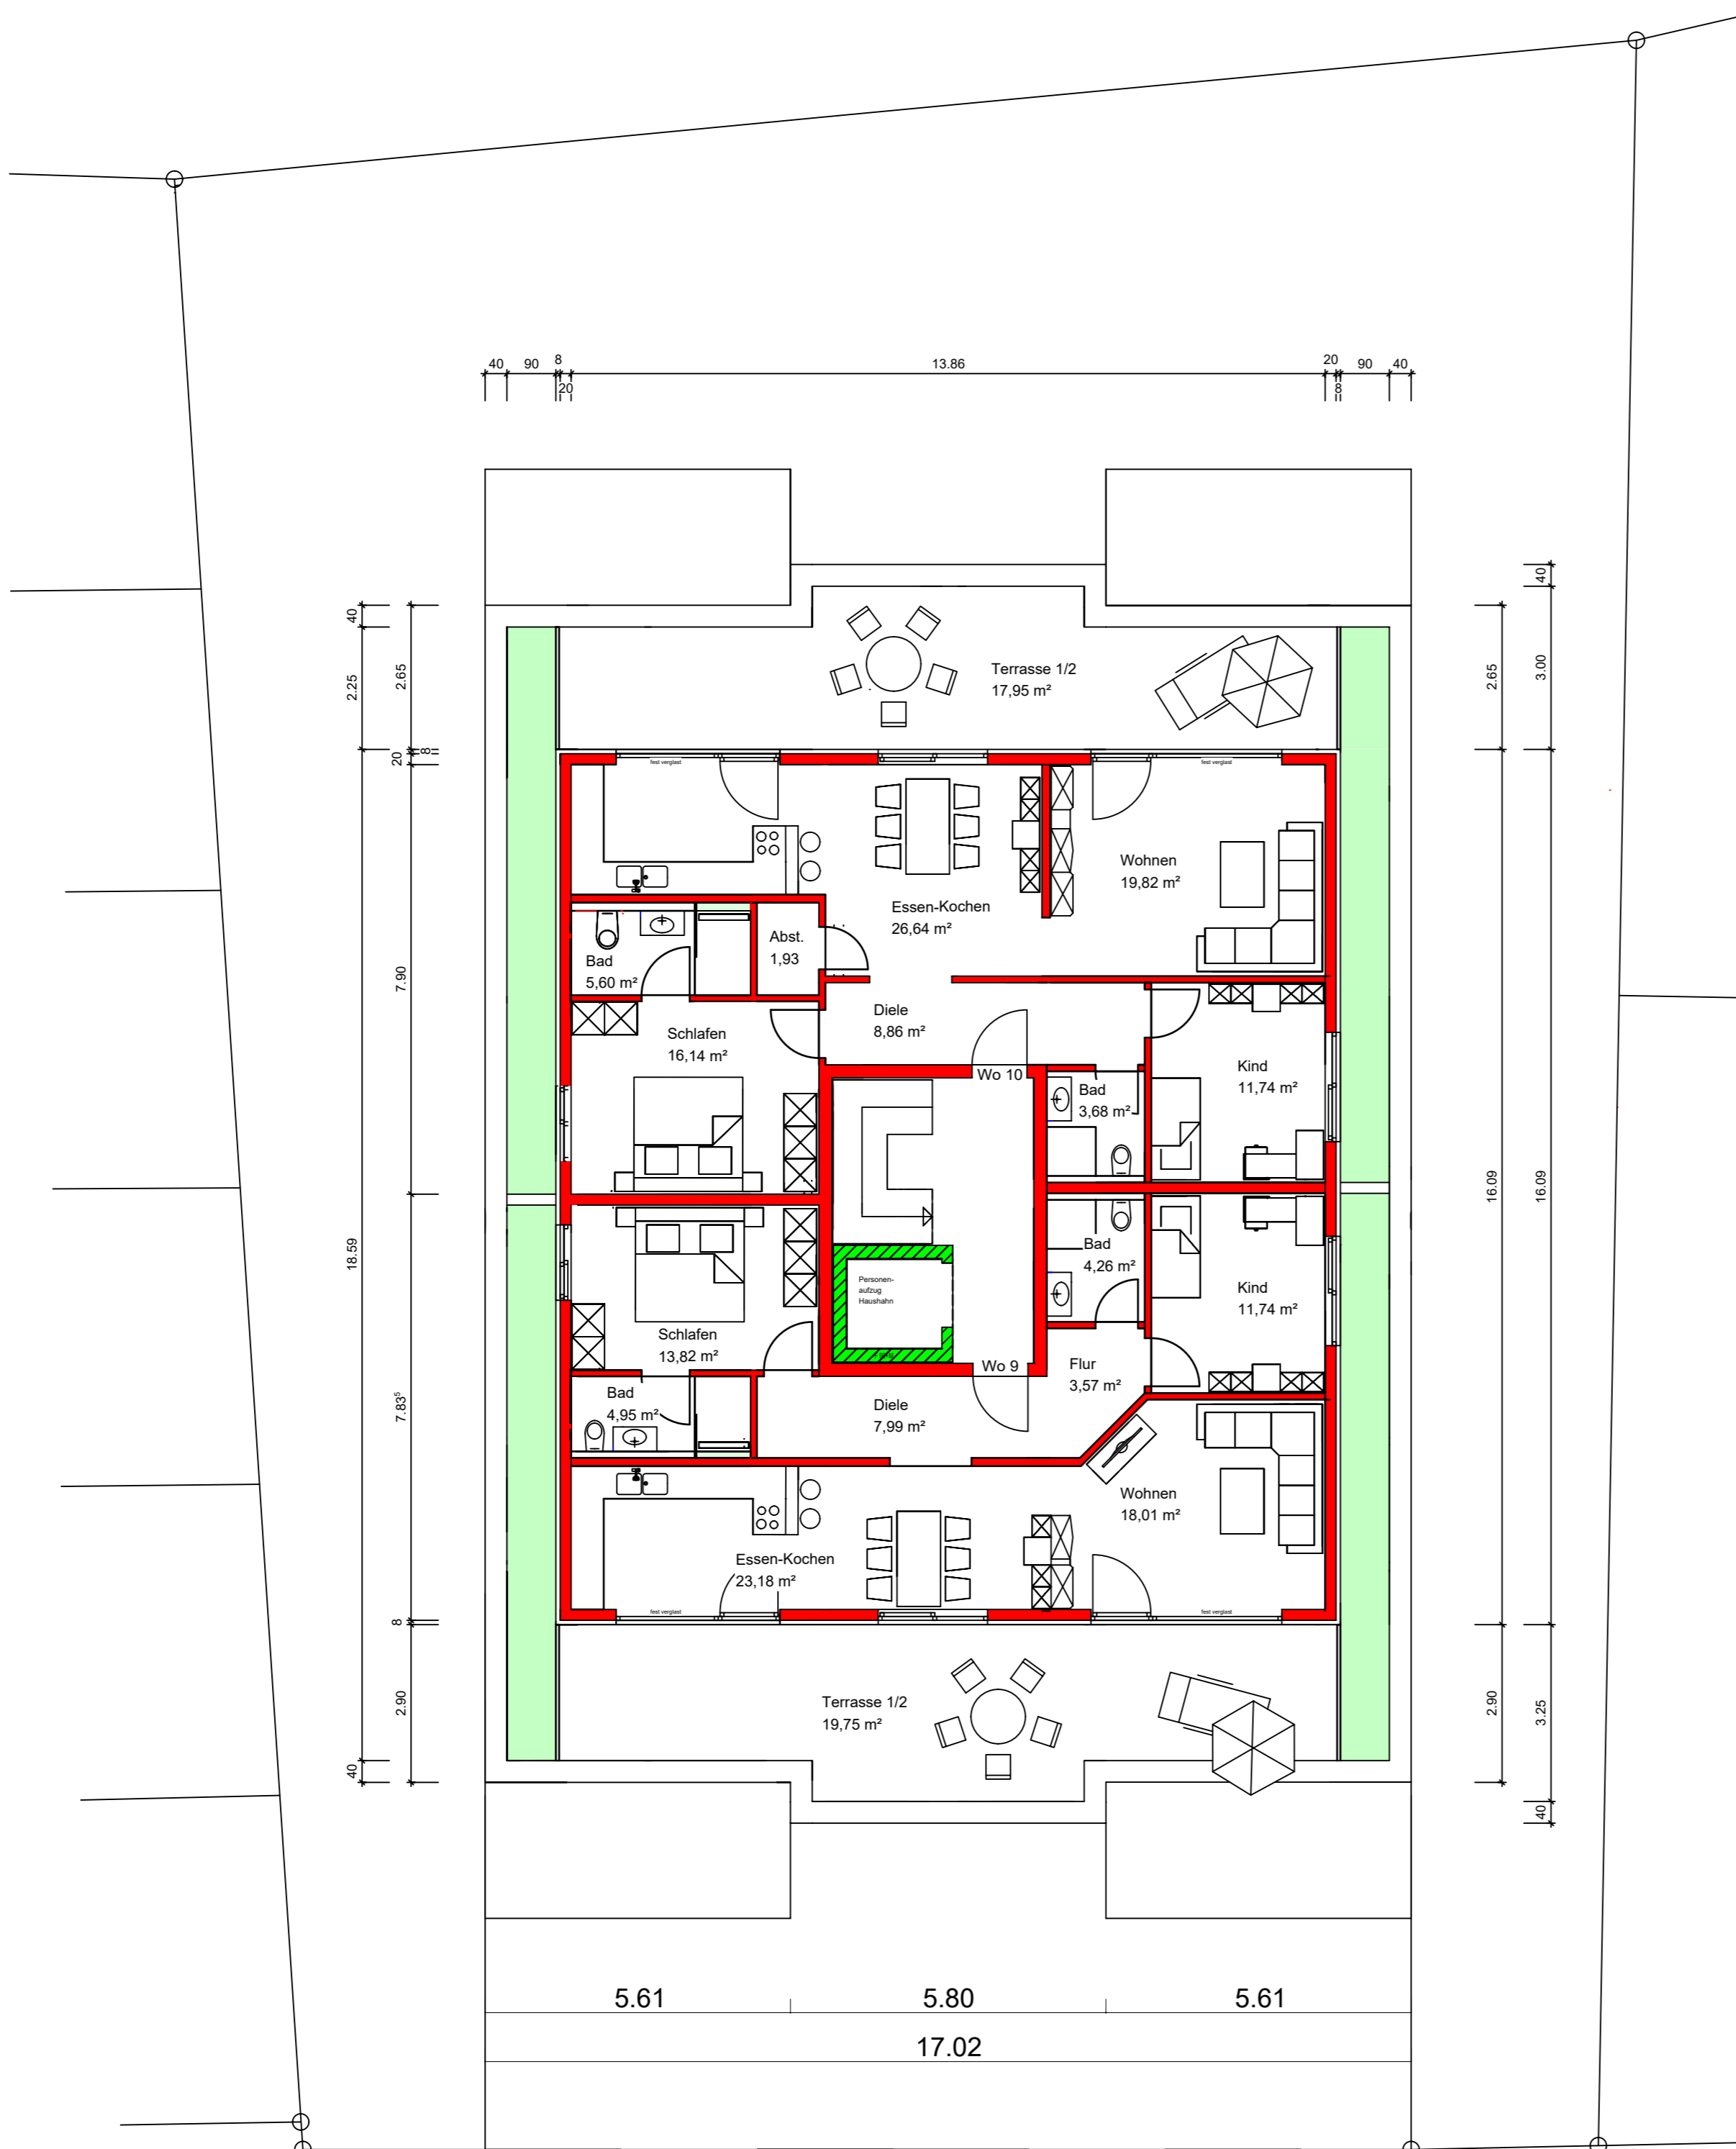 40
90
8
20
13.86
20
8
90
40
40
2.25
2.65
20
8
7.90
18.59
7.83⁵
8
2.90
40
40
2.65
3.00
16.09
16.09
2.90
3.25
40
Terrasse 1/2
17,95 m²
fest verglast
fest verglast
Wohnen
19,82 m²
Essen-Kochen
26,64 m²
Abst.
1,93
Bad
5,60 m²
Diele
8,86 m²
Schlafen
16,14 m²
Kind
11,74 m²
Wo 10
Bad
3,68 m²
Bad
4,26 m²
Personen-
aufzug
Haushahn
Kind
11,74 m²
Schlafen
13,82 m²
Wo 9
Flur
3,57 m²
Bad
4,95 m²
Diele
7,99 m²
Wohnen
18,01 m²
Essen-Kochen
23,18 m²
fest verglast
fest verglast
Terrasse 1/2
19,75 m²
5.61
5.80
5.61
17.02